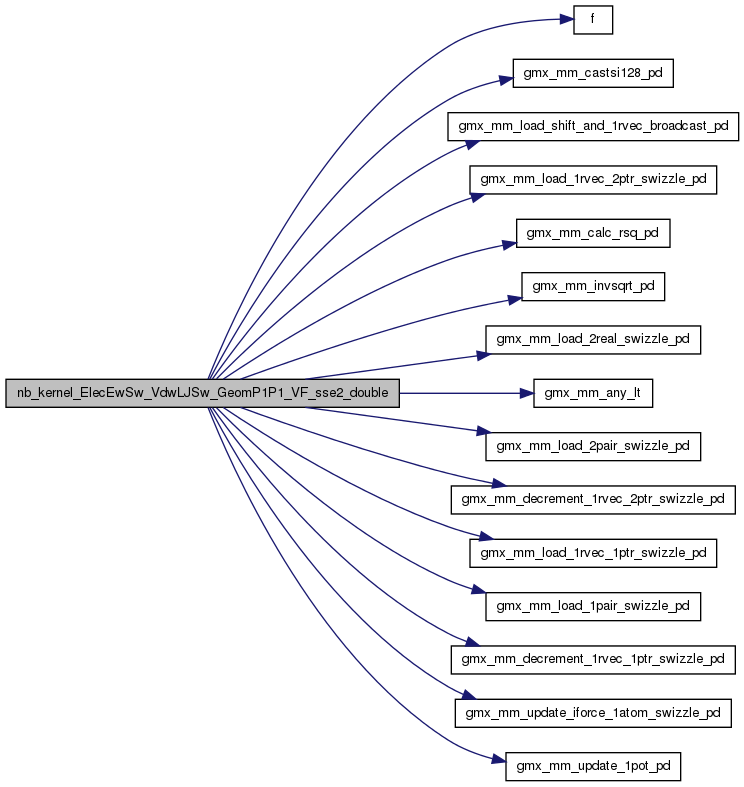 f
gmx_mm_castsi128_pd
gmx_mm_load_shift_and_1rvec_broadcast_pd
gmx_mm_load_1rvec_2ptr_swizzle_pd
gmx_mm_calc_rsq_pd
gmx_mm_invsqrt_pd
gmx_mm_load_2real_swizzle_pd
nb_kernel_ElecEwSw_VdwLJSw_GeomP1P1_VF_sse2_double
gmx_mm_any_lt
gmx_mm_load_2pair_swizzle_pd
gmx_mm_decrement_1rvec_2ptr_swizzle_pd
gmx_mm_load_1rvec_1ptr_swizzle_pd
gmx_mm_load_1pair_swizzle_pd
gmx_mm_decrement_1rvec_1ptr_swizzle_pd
gmx_mm_update_iforce_1atom_swizzle_pd
gmx_mm_update_1pot_pd